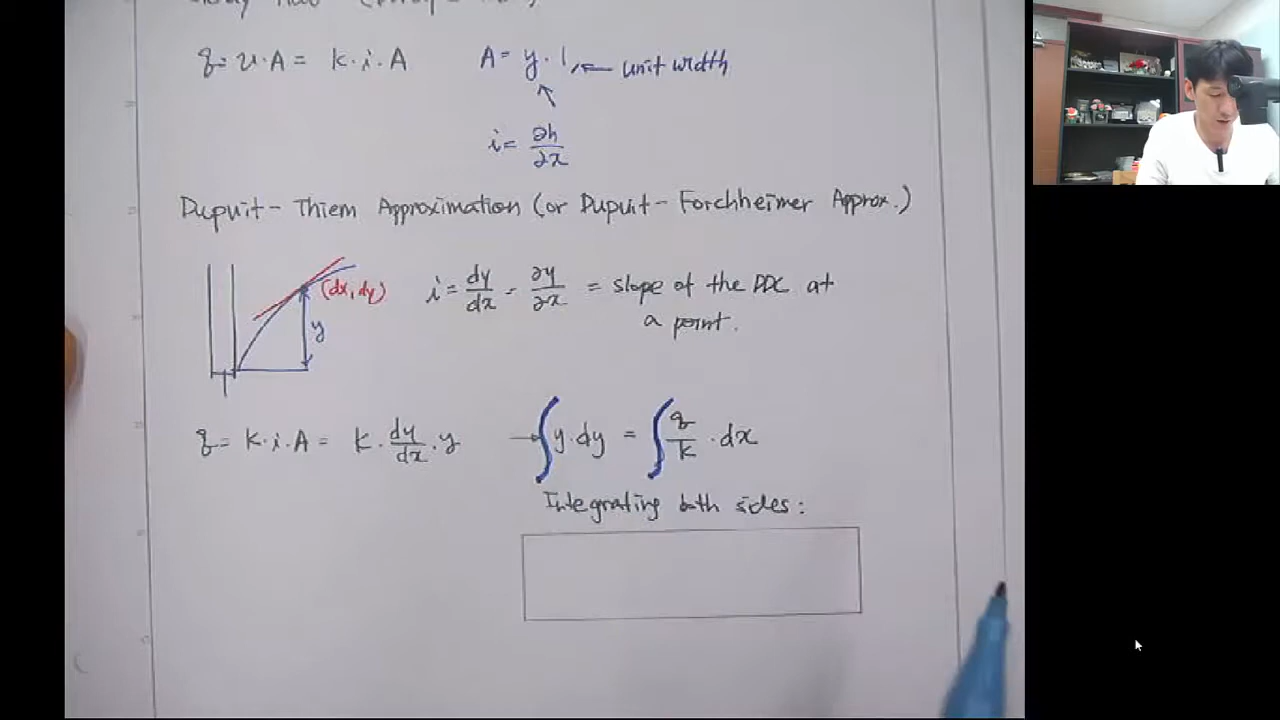 q = v·A = k·i·A    A = y·1 ← unit width
i = ∂h/∂x
Dupuit - Thiem Approximation (or Dupuit - Forchheimer Approx.)
(dx, dy)    i = dy/dx = ∂y/∂x = slope of the DDC at
a point.
y
q = k·i·A = k·dy/dx·y    → ∫y·dy = ∫q/k·dx
Integrating both sides: